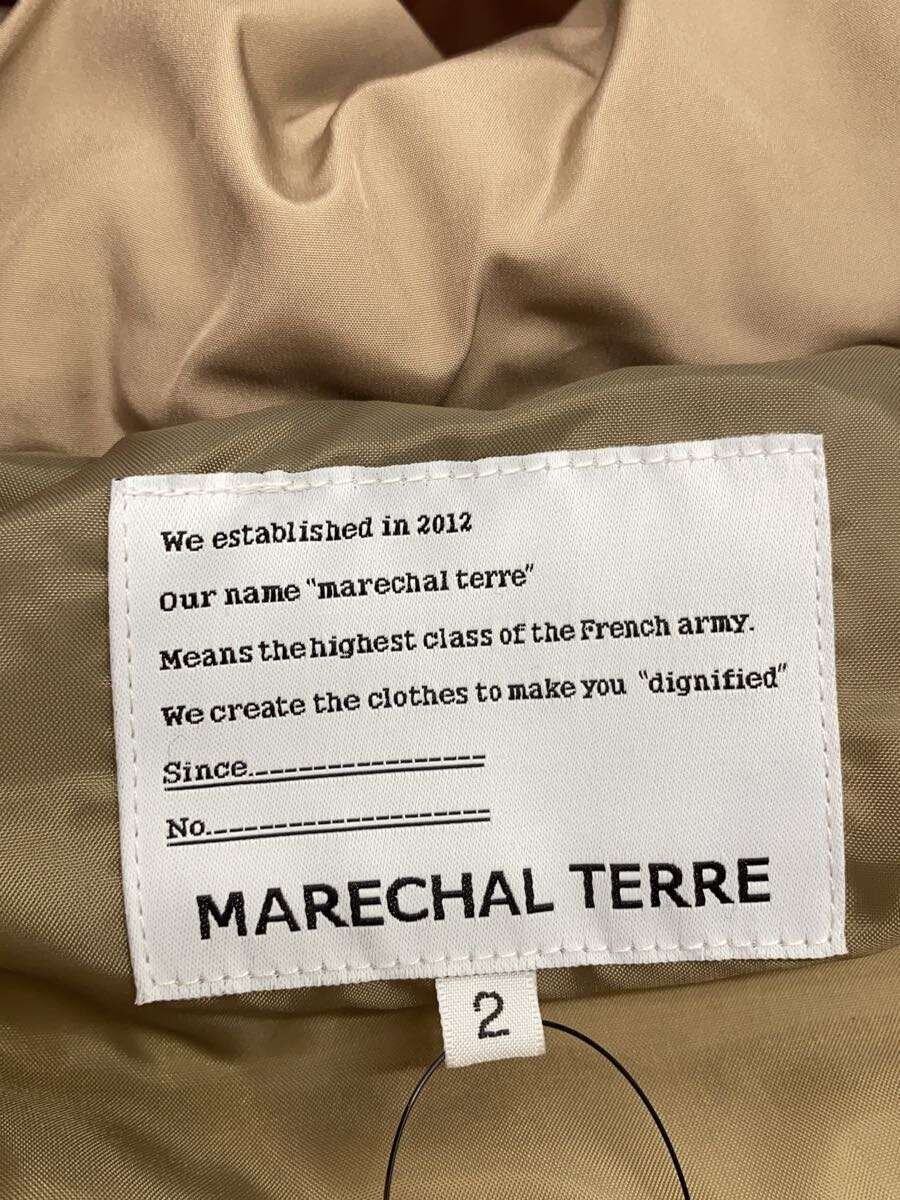 We established in 2012
Our name "marechal terre"
Means the highest class of the French army.
We create the clothes to make you "dignified"
Since
No
MARECHAL TERRE
2